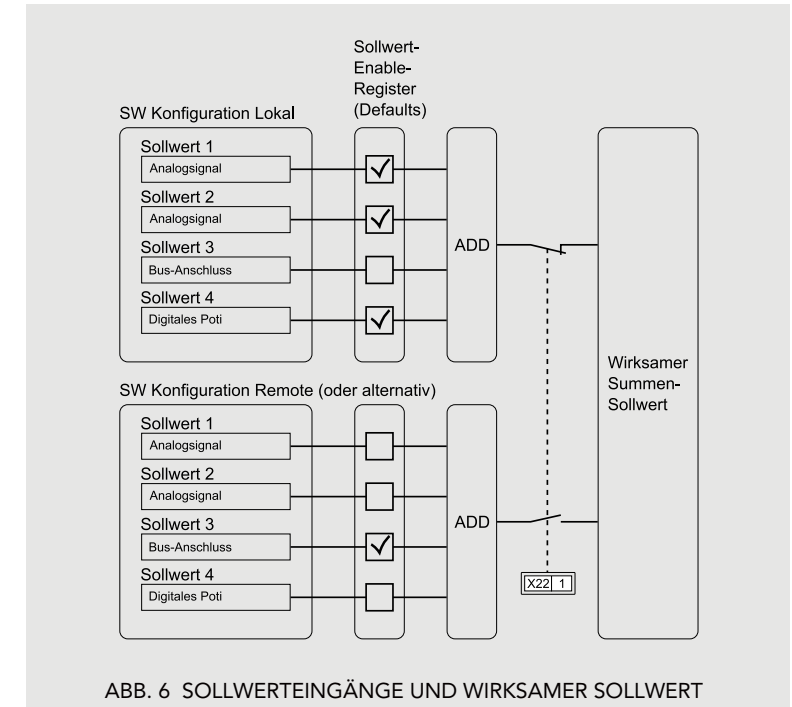 Sollwert-
Enable-
Register
(Defaults)
SW Konfiguration Lokal
Sollwert 1
Analogsignal
Sollwert 2
Analogsignal
Sollwert 3
Bus-Anschluss
Sollwert 4
Digitales Poti
ADD
SW Konfiguration Remote (oder alternativ)
Sollwert 1
Analogsignal
Sollwert 2
Analogsignal
Sollwert 3
Bus-Anschluss
Sollwert 4
Digitales Poti
ADD
X22 1
Wirksamer
Summen-
Sollwert
ABB. 6 SOLLWERTEINGÄNGE UND WIRKSAMER SOLLWERT